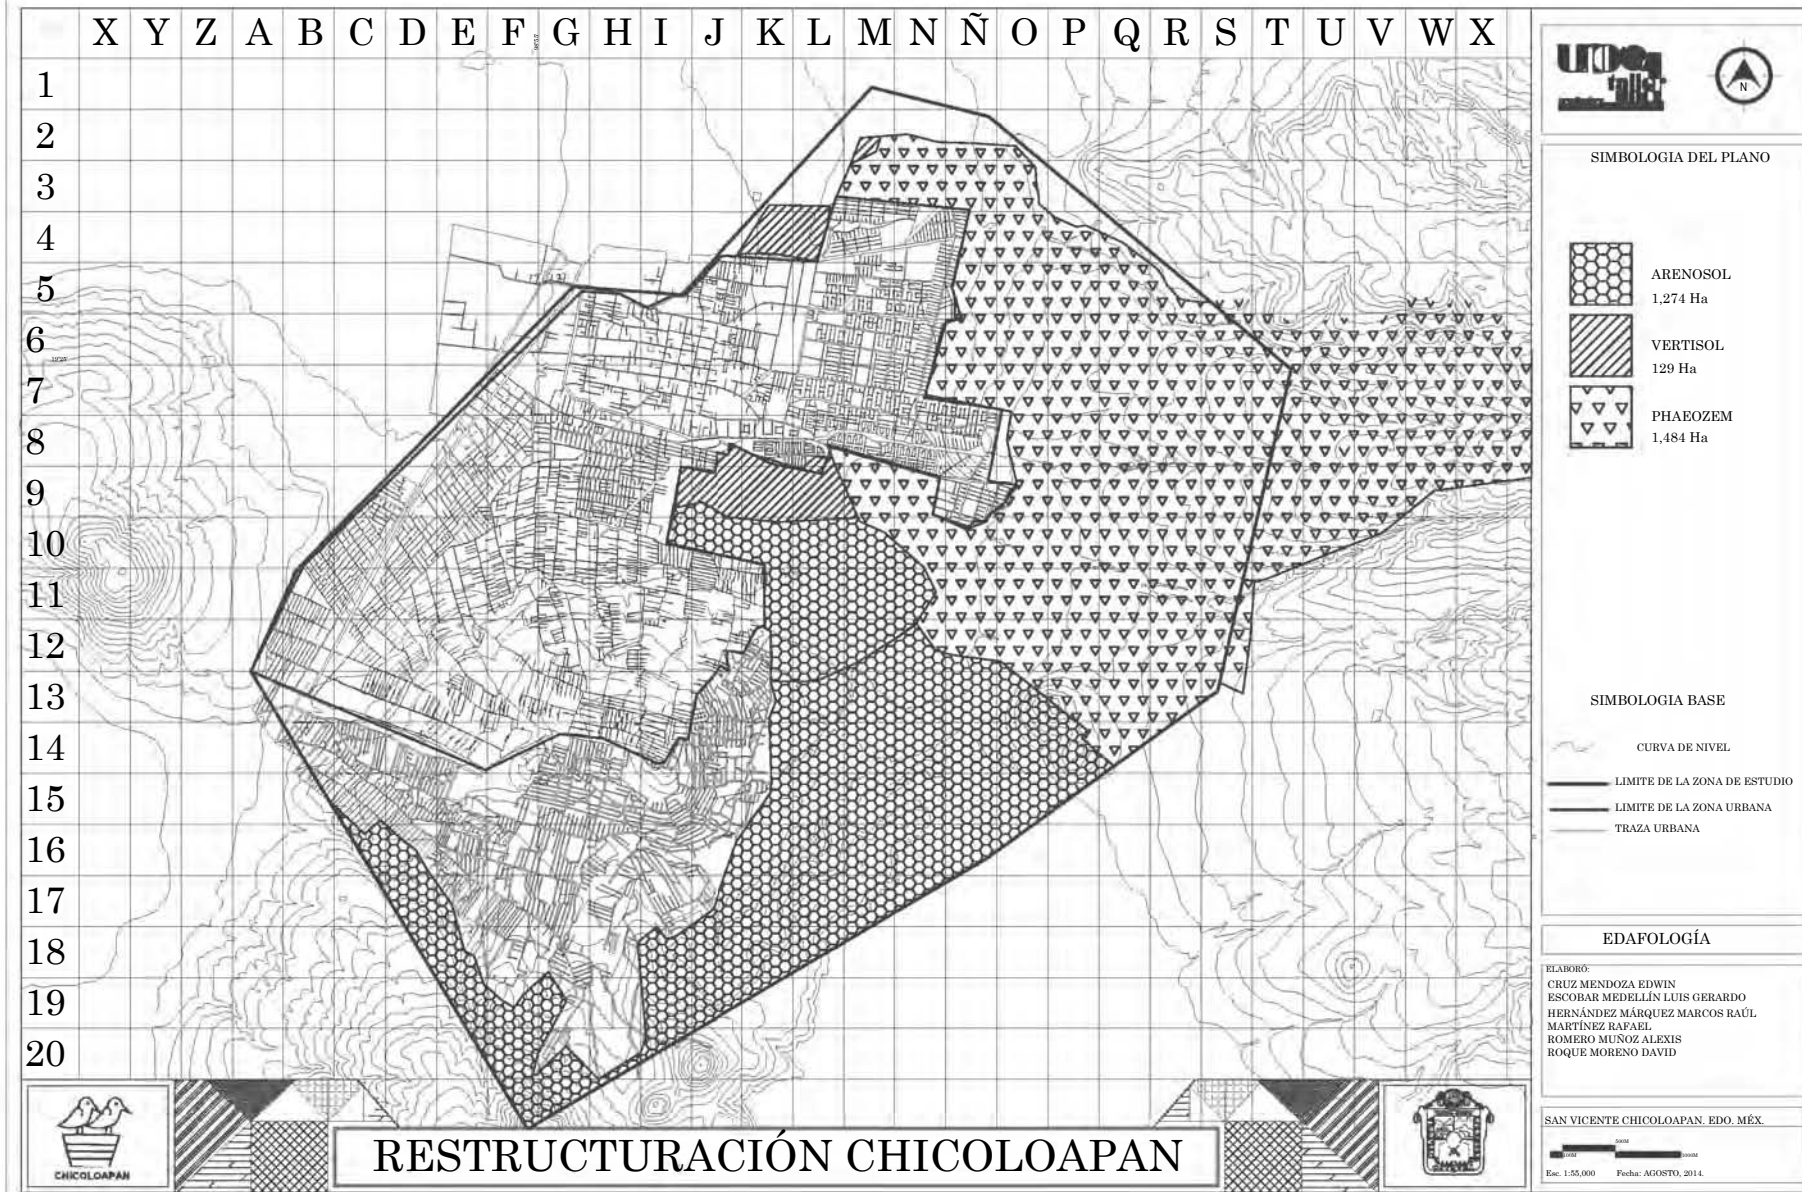 X Y Z A B C D E F G H I J K L M N Ñ O P Q R S T U V W X
1
2
3
4
5
6
7
8
9
10
11
12
13
14
15
16
17
18
19
20
N
SIMBOLOGIA DEL PLANO
ARENOSOL
1,274 Ha
VERTISOL
129 Ha
PHAEOZEM
1,484 Ha
SIMBOLOGIA BASE
CURVA DE NIVEL
LIMITE DE LA ZONA DE ESTUDIO
LIMITE DE LA ZONA URBANA
TRAZA URBANA
EDAFOLOGÍA
ELABORÓ:
CRUZ MENDOZA EDWIN
ESCOBAR MEDELLÍN LUIS GERARDO
HERNÁNDEZ MÁRQUEZ MARCOS RAÚL
MARTÍNEZ RAFAEL
ROMERO MUÑOZ ALEXIS
ROQUE MORENO DAVID
SAN VICENTE CHICOLOAPAN. EDO. MÉX.
500M
100M
1000M
Esc. 1:55,000 Fecha: AGOSTO, 2014.
CHICOLOAPAN
RESTRUCTURACIÓN CHICOLOAPAN